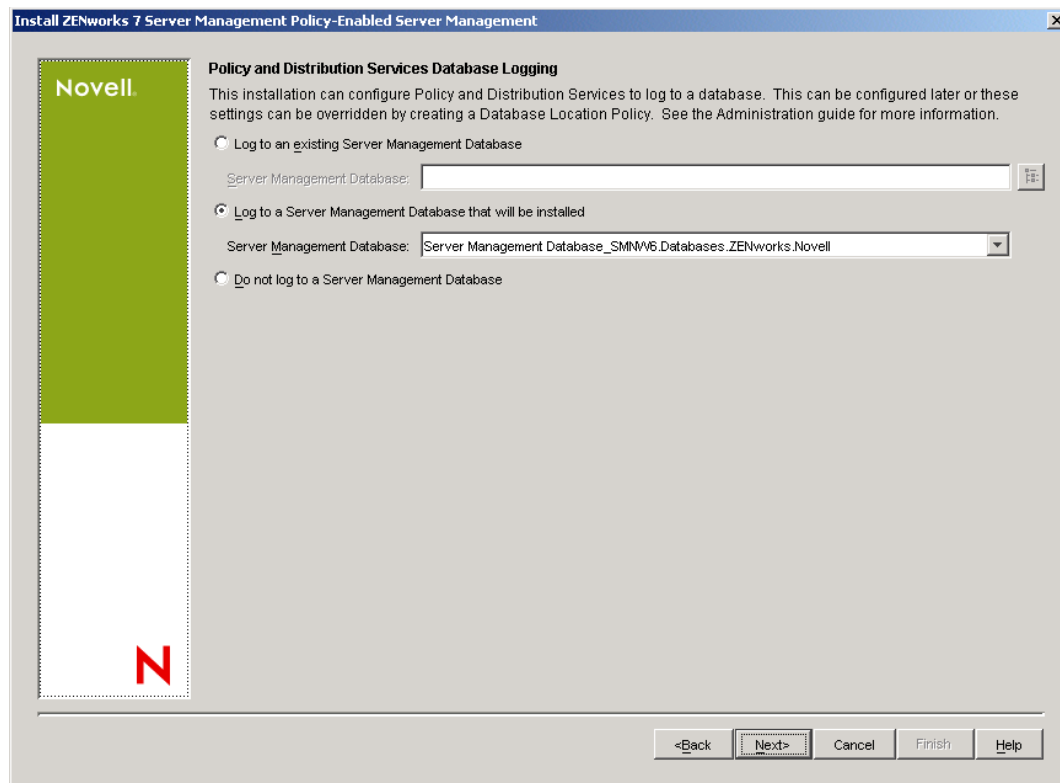 Install ZENworks 7 Server Management Policy-Enabled Server Management
Novell.
Policy and Distribution Services Database Logging
This installation can configure Policy and Distribution Services to log to a database. This can be configured later or these
settings can be overridden by creating a Database Location Policy. See the Administration guide for more information.
Log to an existing Server Management Database
Server Management Database:
Log to a Server Management Database that will be installed
Server Management Database: Server Management Database_SMNW6.Databases.ZENworks.Novell
Do not log to a Server Management Database
N
<Back Next> Cancel Finish Help